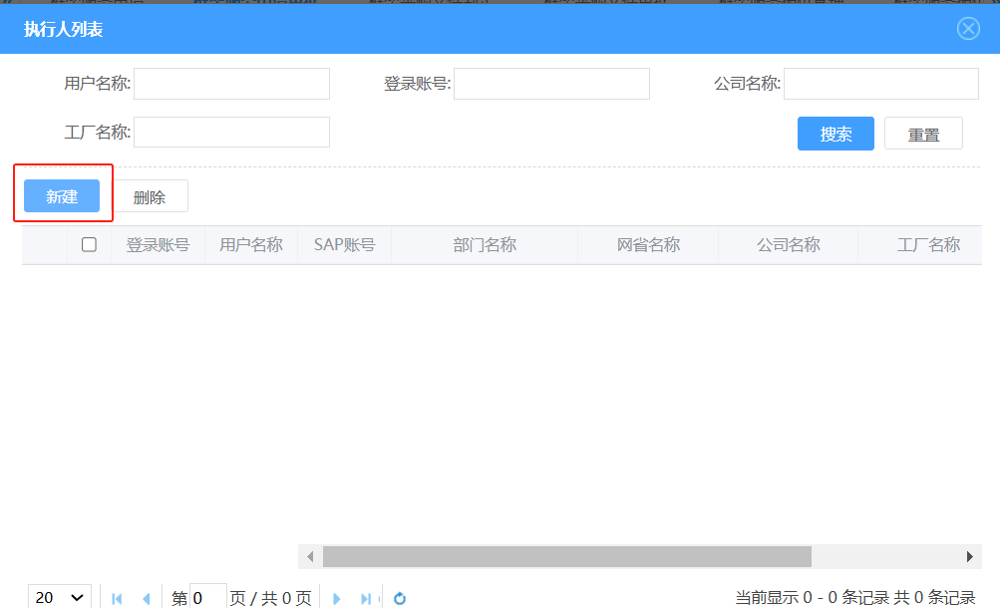 执行人列表
用户名称: 登录账号: 公司名称:
工厂名称: 搜索 重置
新建 删除
登录账号 用户名称 SAP账号 部门名称 网省名称 公司名称 工厂名称
20 第 0 页 / 共 0 页 当前显示 0 - 0 条记录 共 0 条记录